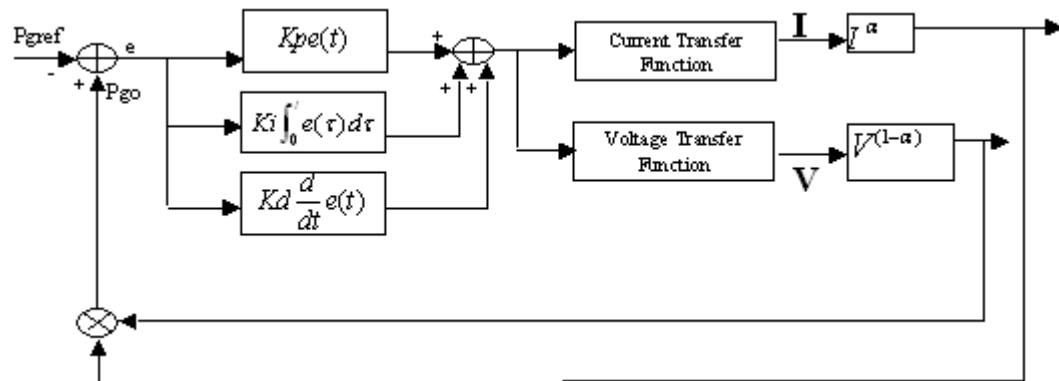 Pgref
-
+
e
Pgo
Kpe(t)
Ki∫₀ᵗ e(τ)dτ
Kd d/dt e(t)
+
+
+
Current Transfer
Function
I
I^α
Voltage Transfer
Function
V
V^(1-α)